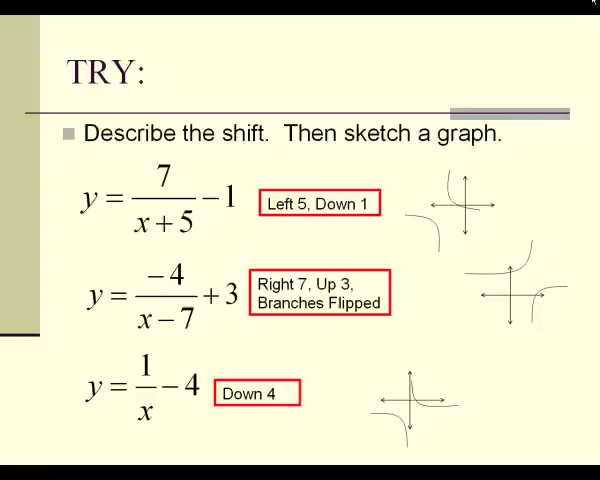 TRY:
Describe the shift. Then sketch a graph.
y = 7/(x + 5) − 1
Left 5, Down 1
y = −4/(x − 7) + 3
Right 7, Up 3,
Branches Flipped
y = 1/x − 4
Down 4